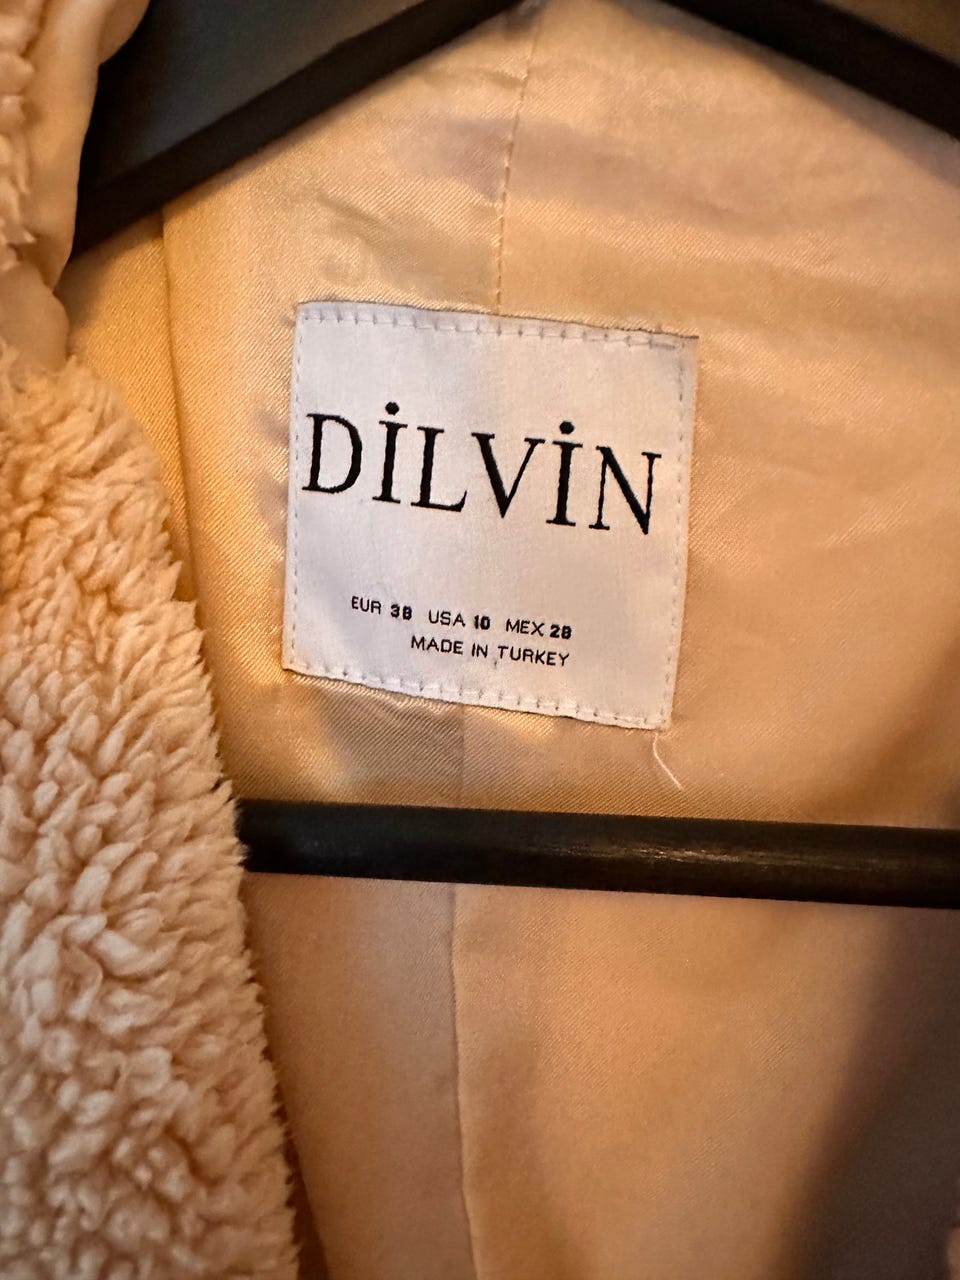 DİLVİN
EUR 38 USA 10 MEX 28
MADE IN TURKEY